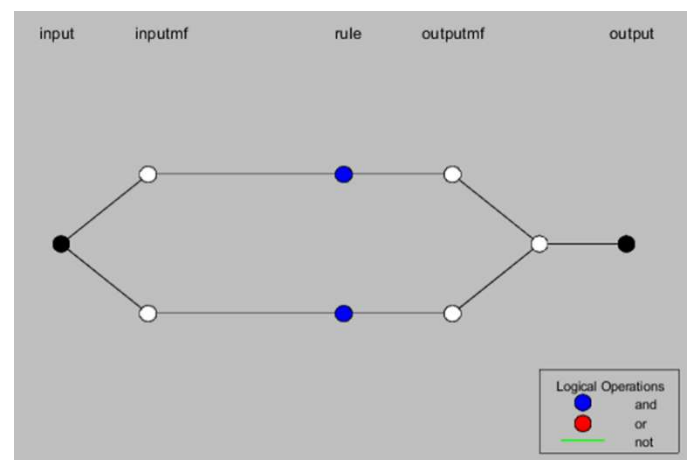 input inputmf rule outputmf output
Logical Operations
and
or
not